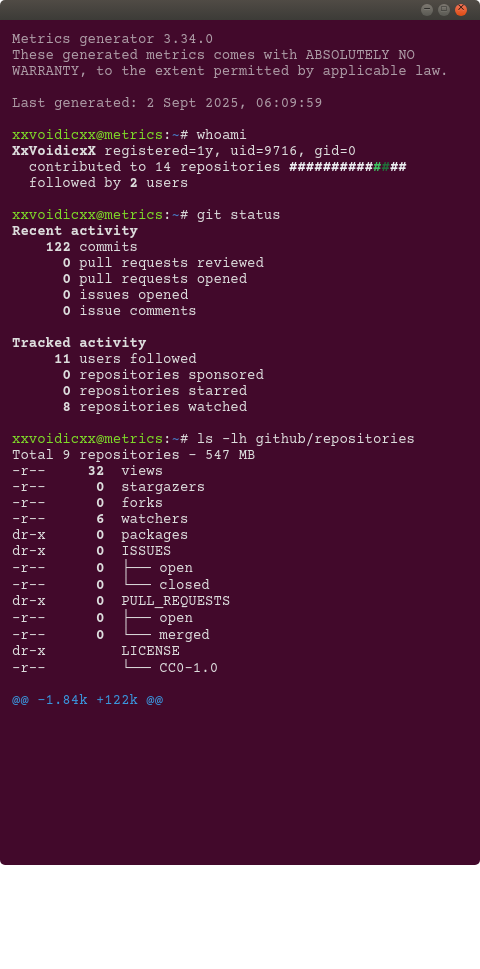 Metrics generator 3.34.0
These generated metrics comes with ABSOLUTELY NO
WARRANTY, to the extent permitted by applicable law.
Last generated: 2 Sept 2025, 06:09:59
xxvoidicxx@metrics:~# whoami
XxVoidicxX registered=1y, uid=9716, gid=0
  contributed to 14 repositories ##############
  followed by 2 users
xxvoidicxx@metrics:~# git status
Recent activity
    122 commits
      0 pull requests reviewed
      0 pull requests opened
      0 issues opened
      0 issue comments
Tracked activity
     11 users followed
      0 repositories sponsored
      0 repositories starred
      8 repositories watched
xxvoidicxx@metrics:~# ls -lh github/repositories
Total 9 repositories - 547 MB
-r--     32  views
-r--      0  stargazers
-r--      0  forks
-r--      6  watchers
dr-x      0  packages
dr-x      0  ISSUES
-r--      0  ├── open
-r--      0  └── closed
dr-x      0  PULL_REQUESTS
-r--      0  ├── open
-r--      0  └── merged
dr-x         LICENSE
-r--         └── CC0-1.0
@@ -1.84k +122k @@